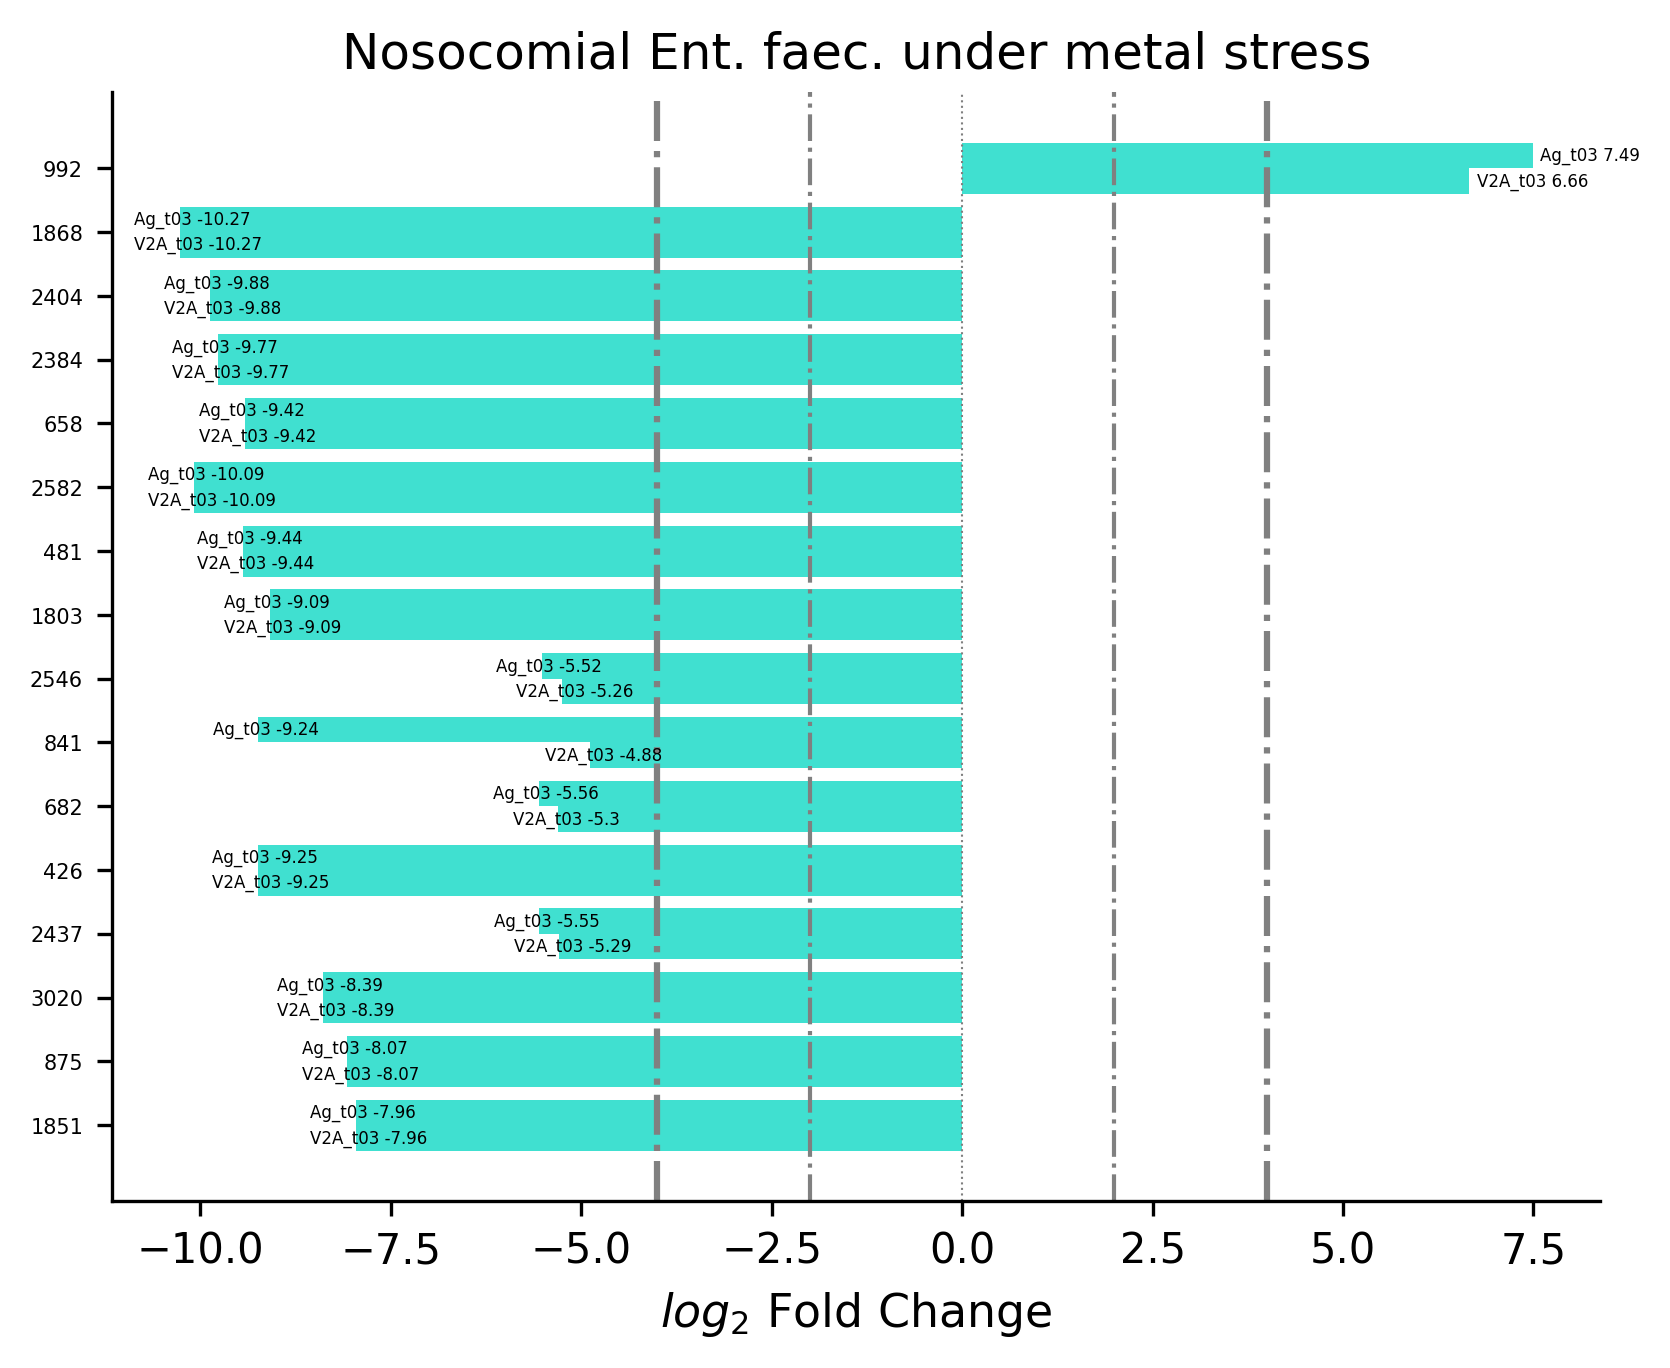 Nosocomial Ent. faec. under metal stress
992
Ag_t03 7.49
V2A_t03 6.66
1868
Ag_t03 -10.27
V2A_t03 -10.27
2404
Ag_t03 -9.88
V2A_t03 -9.88
2384
Ag_t03 -9.77
V2A_t03 -9.77
658
Ag_t03 -9.42
V2A_t03 -9.42
2582
Ag_t03 -10.09
V2A_t03 -10.09
481
Ag_t03 -9.44
V2A_t03 -9.44
1803
Ag_t03 -9.09
V2A_t03 -9.09
2546
Ag_t03 -5.52
V2A_t03 -5.26
841
Ag_t03 -9.24
V2A_t03 -4.88
682
Ag_t03 -5.56
V2A_t03 -5.3
426
Ag_t03 -9.25
V2A_t03 -9.25
2437
Ag_t03 -5.55
V2A_t03 -5.29
3020
Ag_t03 -8.39
V2A_t03 -8.39
875
Ag_t03 -8.07
V2A_t03 -8.07
1851
Ag_t03 -7.96
V2A_t03 -7.96
−10.0 −7.5 −5.0 −2.5 0.0 2.5 5.0 7.5
log₂ Fold Change